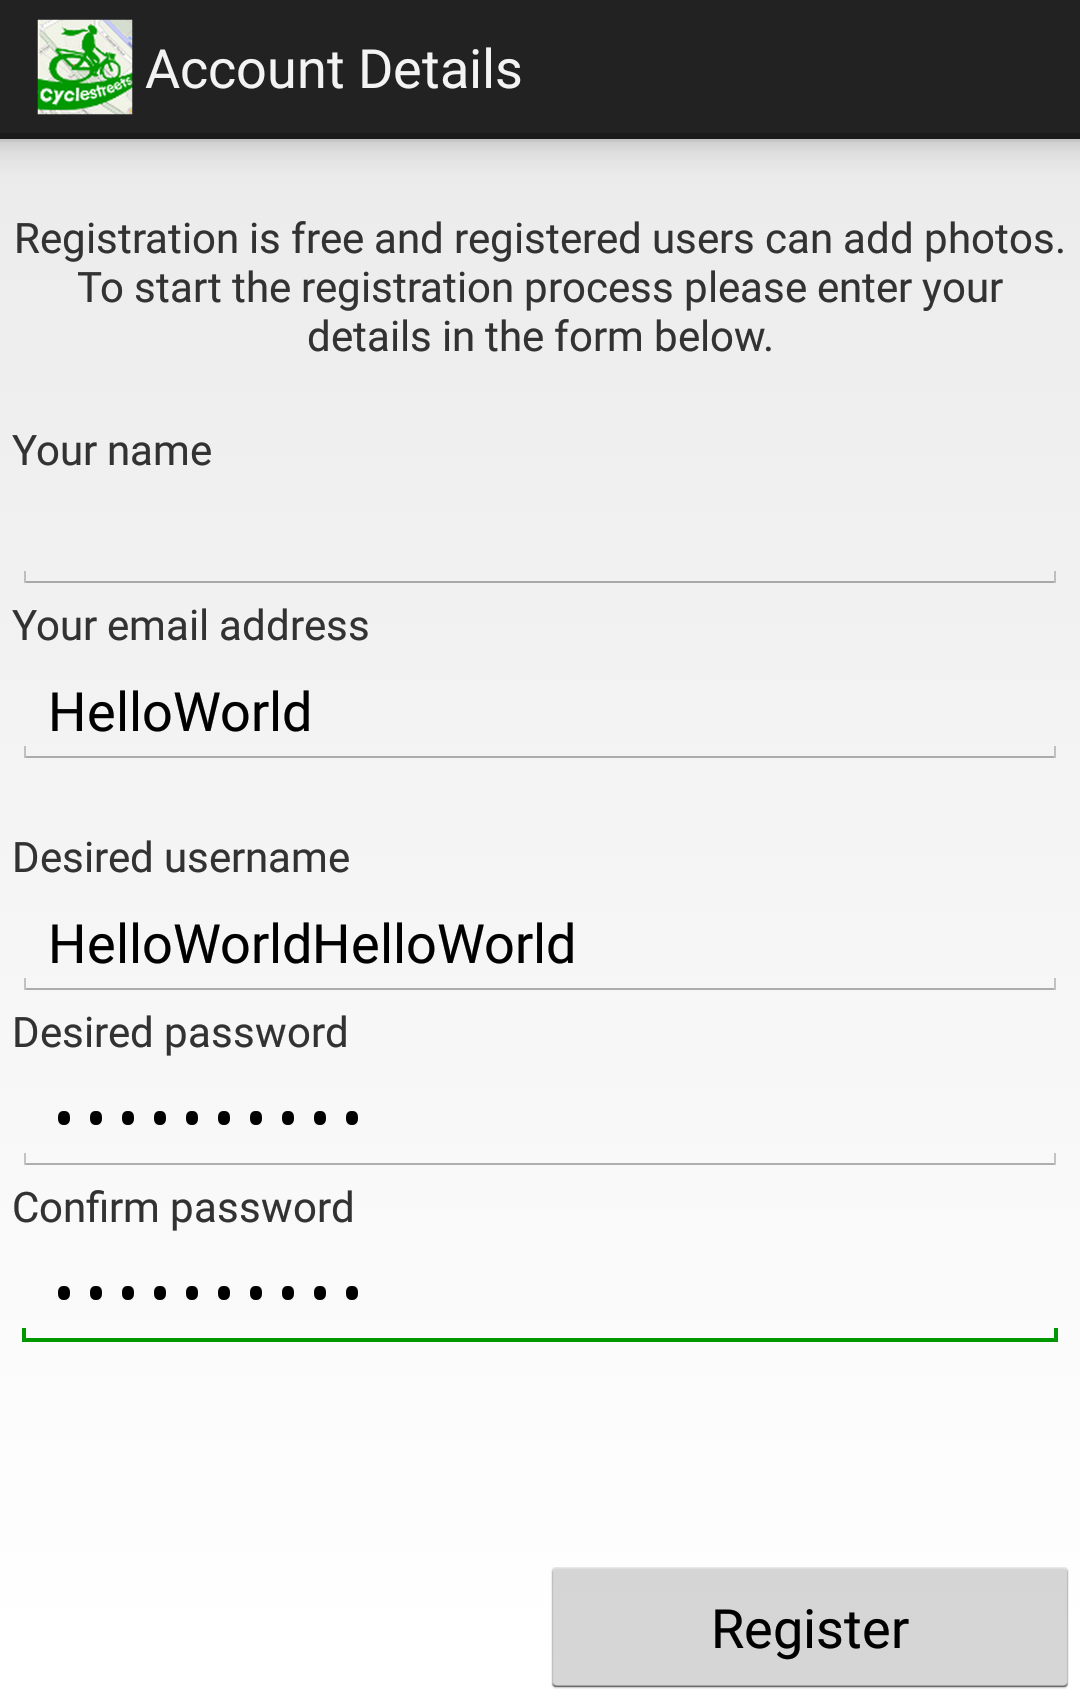 Cyclestreets
Account Details
Registration is free and registered users can add photos.
To start the registration process please enter your
details in the form below.
Your name
Your email address
HelloWorld
Desired username
HelloWorldHelloWorld
Desired password
••••••••••
Confirm password
••••••••••
Register